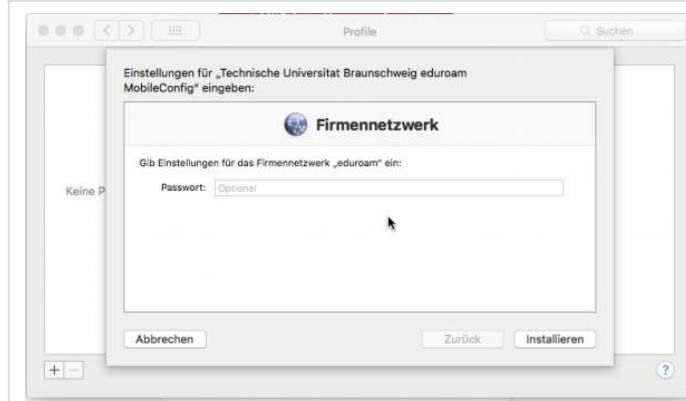 Profile
Suchen
Einstellungen für „Technische Universitat Braunschweig eduroam
MobileConfig“ eingeben:
Firmennetzwerk
Gib Einstellungen für das Firmennetzwerk „eduroam“ ein:
Keine P
Passwort: Optional
Abbrechen
Zurück
Installieren
+ −
?